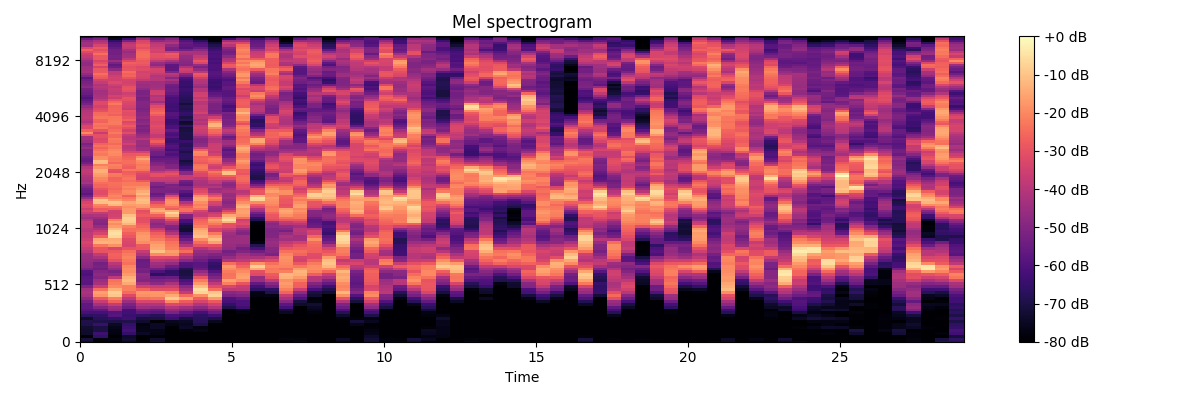 Mel spectrogram
8192
4096
2048
1024
512
0
Hz
0 5 10 15 20 25
Time
+0 dB
-10 dB
-20 dB
-30 dB
-40 dB
-50 dB
-60 dB
-70 dB
-80 dB